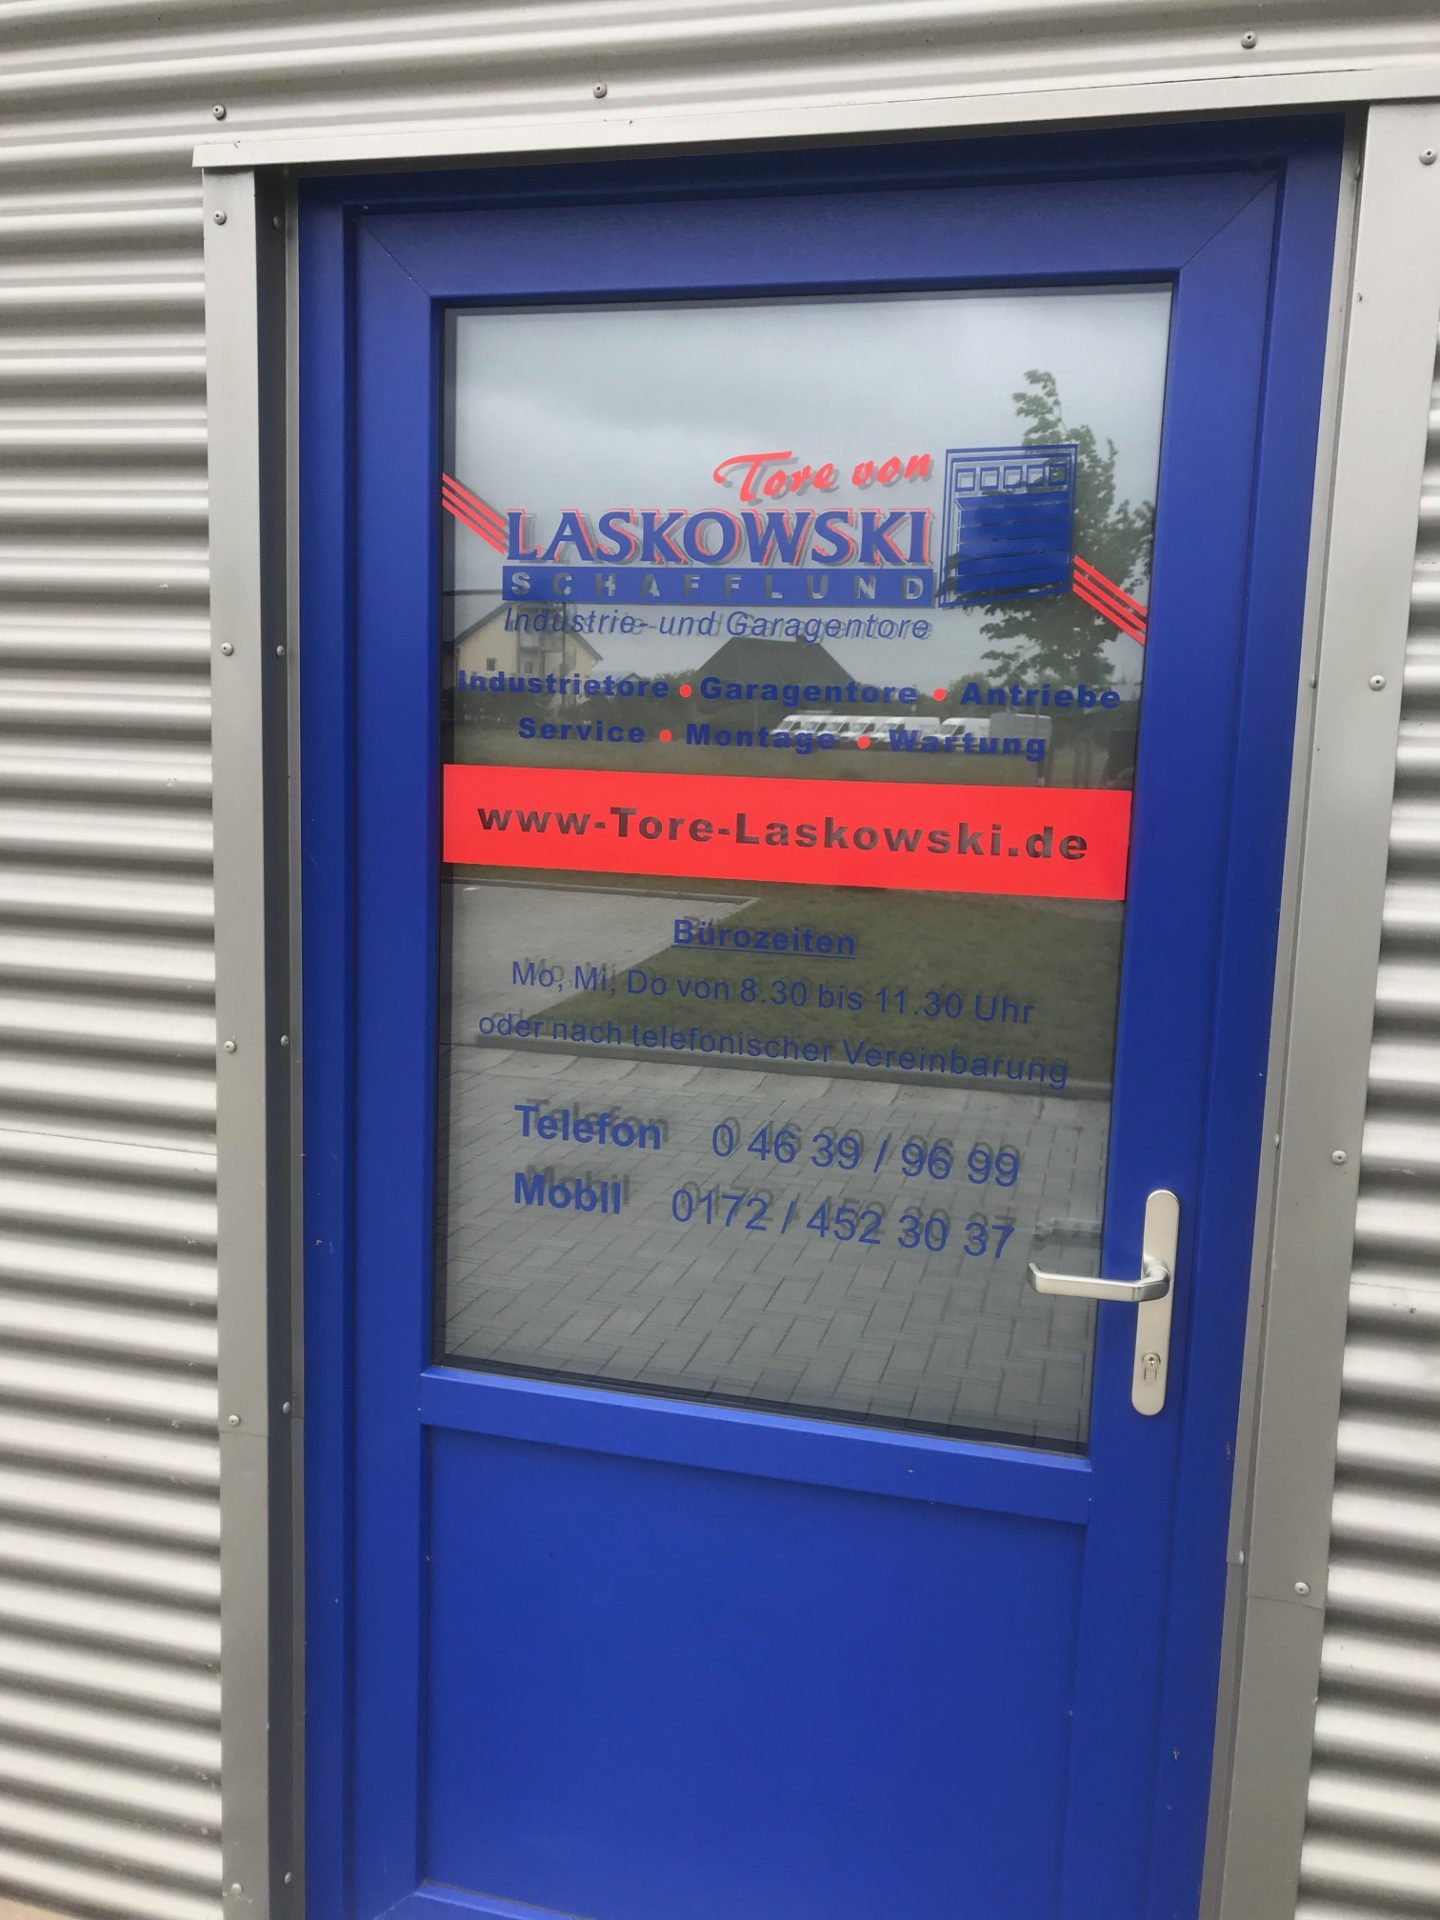 Tore von
LASKOWSKI
SCHAFFLUND
Industrie- und Garagentore
Industrietore • Garagentore • Antriebe
Service • Montage • Wartung
www-Tore-Laskowski.de
Bürozeiten
Mo, Mi, Do von 8.30 bis 11.30 Uhr
oder nach telefonischer Vereinbarung
Telefon 0 46 39 / 96 99
Mobil 0172 / 452 30 37